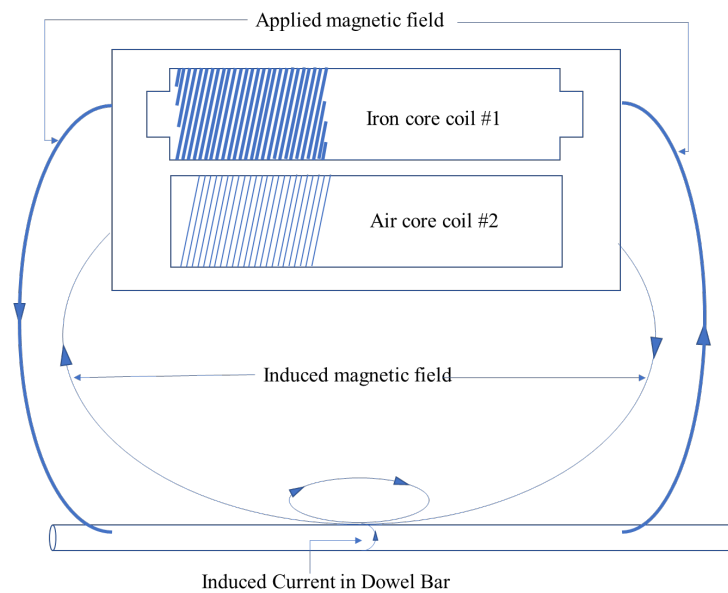 Applied magnetic field
Iron core coil #1
Air core coil #2
Induced magnetic field
Induced Current in Dowel Bar